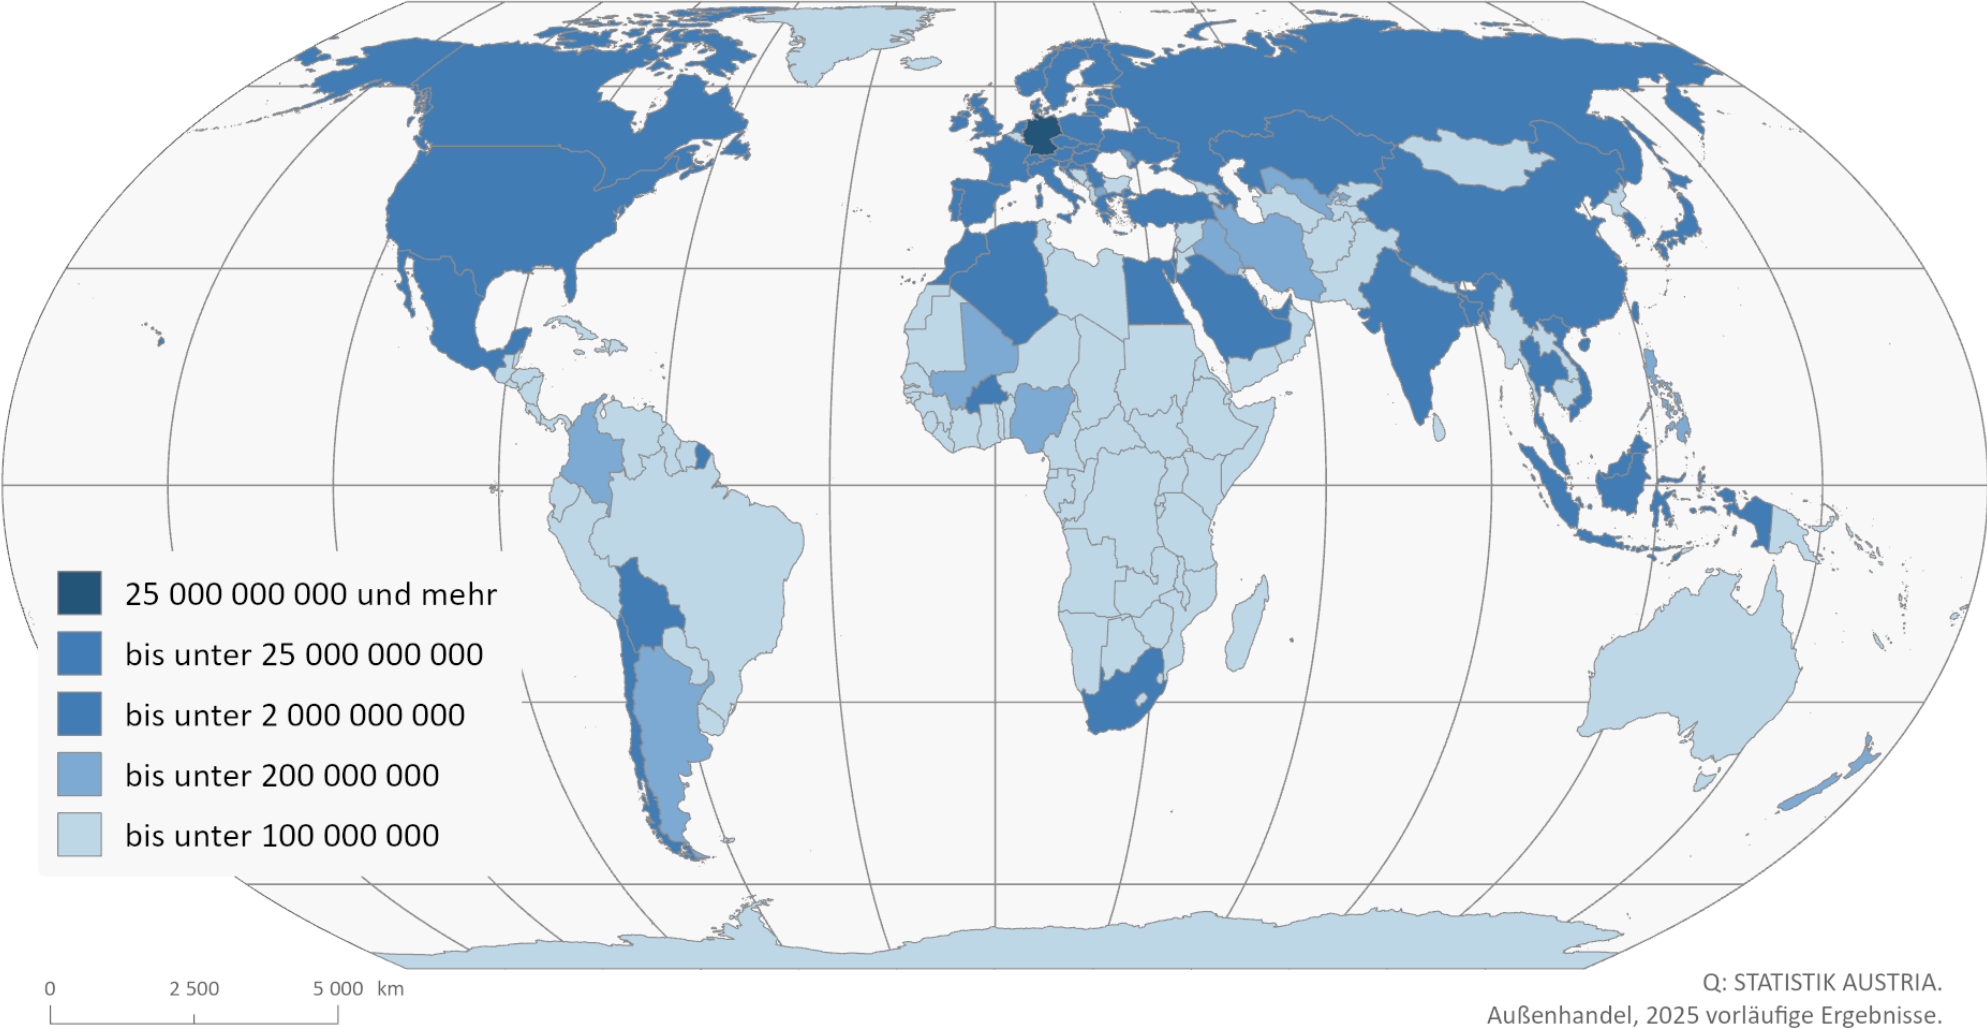 25 000 000 000 und mehr
bis unter 25 000 000 000
bis unter 2 000 000 000
bis unter 200 000 000
bis unter 100 000 000
0 2 500 5 000 km
Q: STATISTIK AUSTRIA.
Außenhandel, 2025 vorläufige Ergebnisse.